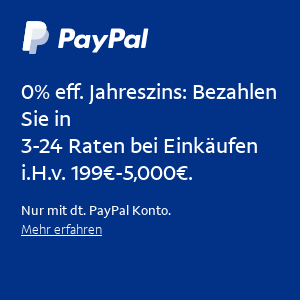 PayPal
0% eff. Jahreszins: Bezahlen
Sie in
3-24 Raten bei Einkäufen
i.H.v. 199€-5,000€.
Nur mit dt. PayPal Konto.
Mehr erfahren